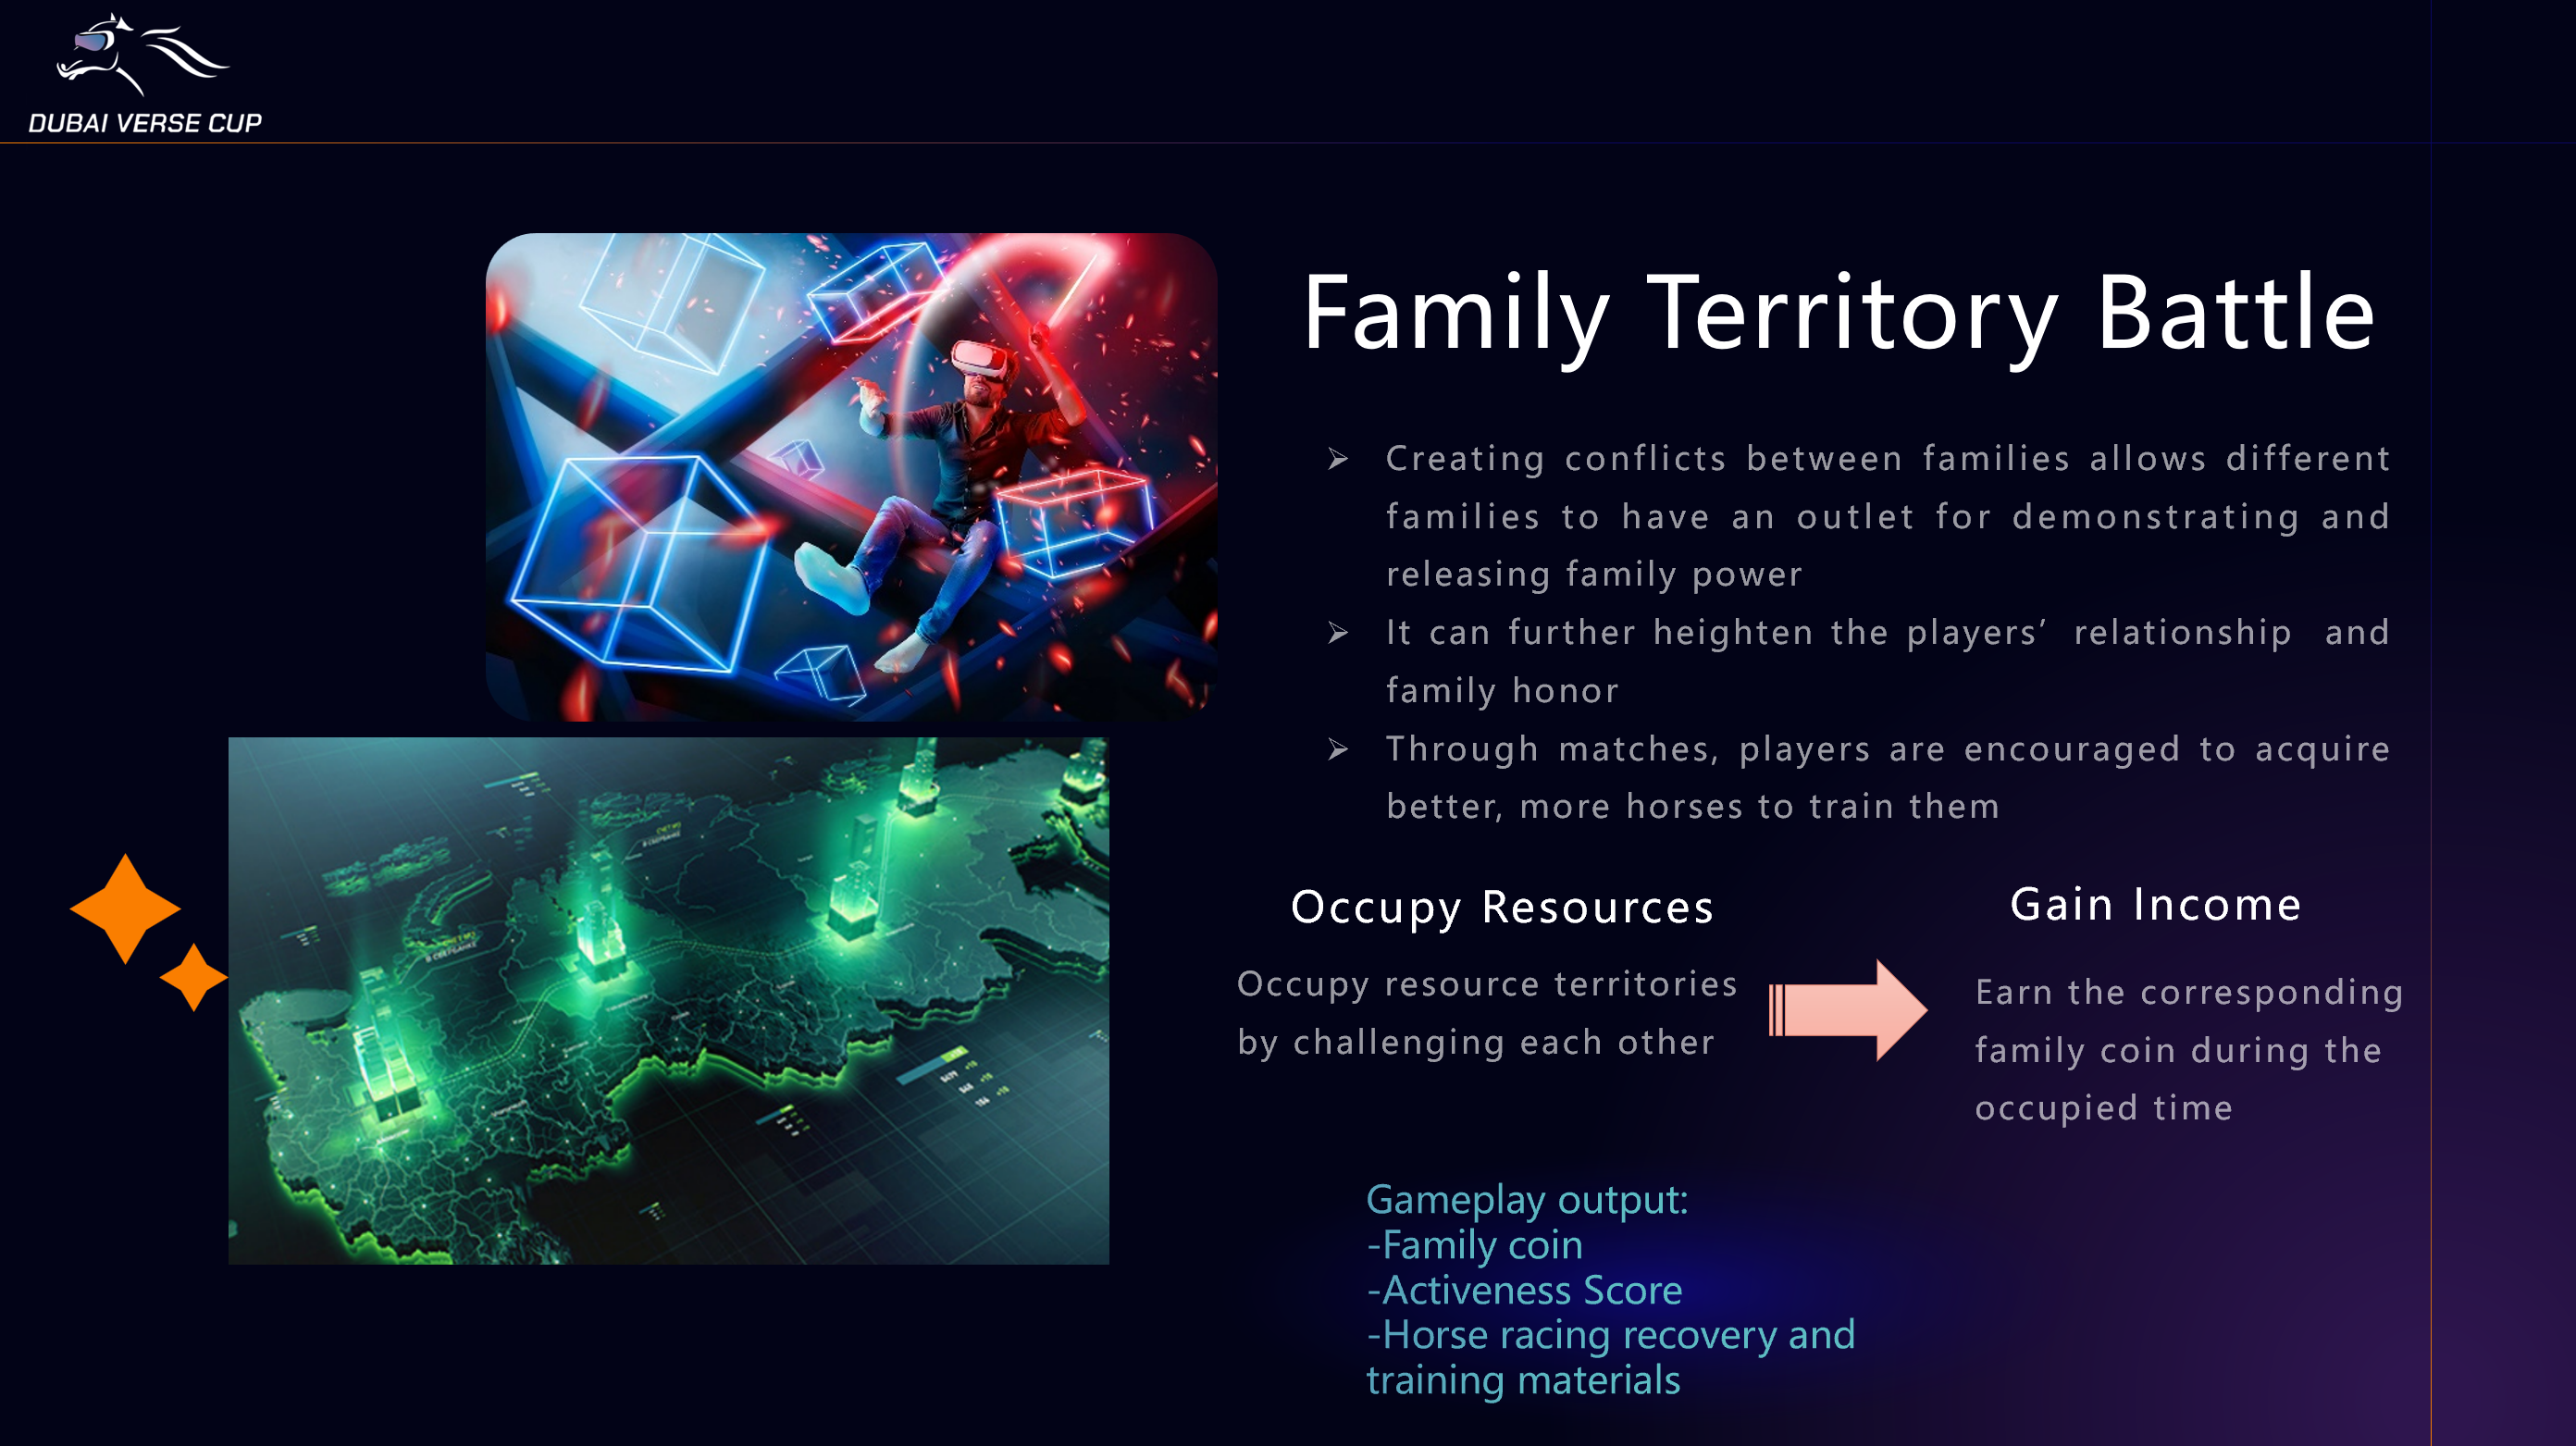 DUBAI VERSE CUP
Family Territory Battle
➢ Creating conflicts between families allows different
families to have an outlet for demonstrating and
releasing family power
➢ It can further heighten the players’ relationship and
family honor
➢ Through matches, players are encouraged to acquire
better, more horses to train them
Occupy Resources
Occupy resource territories
by challenging each other
Gain Income
Earn the corresponding
family coin during the
occupied time
Gameplay output:
-Family coin
-Activeness Score
-Horse racing recovery and
training materials